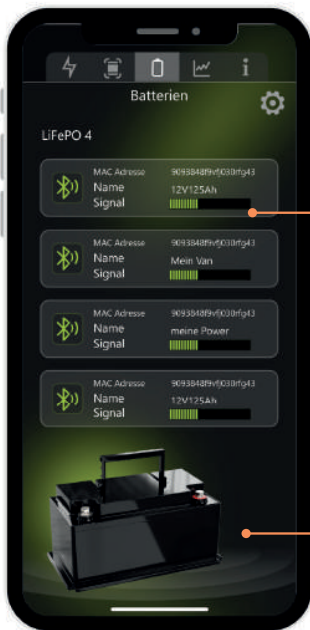 Batterien
LiFePO 4
MAC Adresse 9093848f9vfj030rfg43
Name 12V125Ah
Signal
MAC Adresse 9093848f9vfj030rfg43
Name Mein Van
Signal
MAC Adresse 9093848f9vfj030rfg43
Name meine Power
Signal
MAC Adresse 9093848f9vfj030rfg43
Name 12V125Ah
Signal